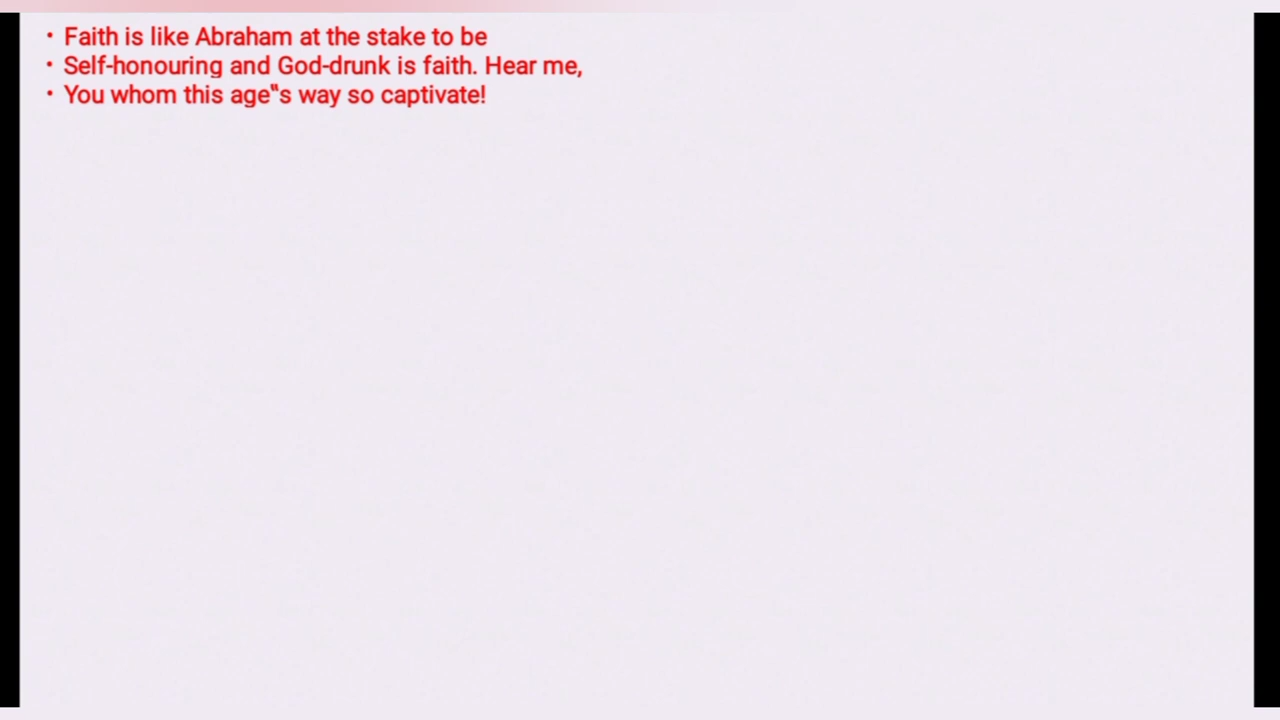 • Faith is like Abraham at the stake to be
• Self-honouring and God-drunk is faith. Hear me,
• You whom this age‟s way so captivate!